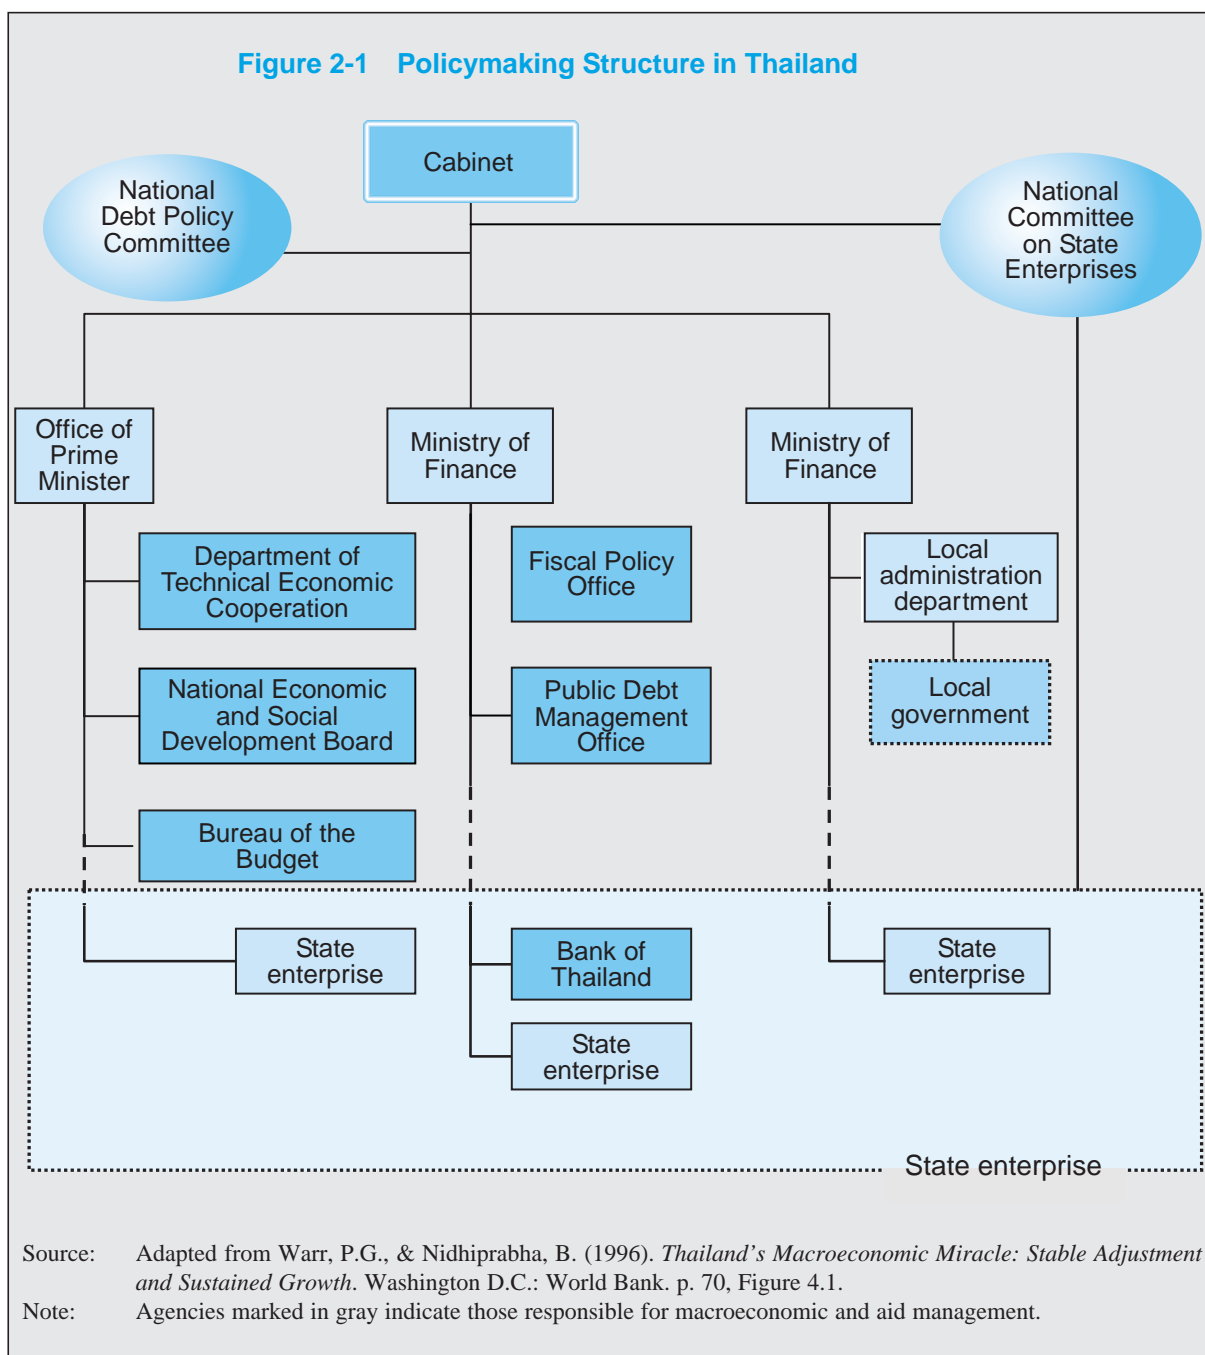 Figure 2-1 Policymaking Structure in Thailand
Cabinet
National
Debt Policy
Committee
National
Committee
on State
Enterprises
Office of
Prime
Minister
Ministry of
Finance
Ministry of
Finance
Department of
Technical Economic
Cooperation
Fiscal Policy
Office
Local
administration
department
National Economic
and Social
Development Board
Public Debt
Management
Office
Local
government
Bureau of the
Budget
State
enterprise
Bank of
Thailand
State
enterprise
State
enterprise
State enterprise
Source: Adapted from Warr, P.G., & Nidhiprabha, B. (1996). Thailand's Macroeconomic Miracle: Stable Adjustment
and Sustained Growth. Washington D.C.: World Bank. p. 70, Figure 4.1.
Note: Agencies marked in gray indicate those responsible for macroeconomic and aid management.